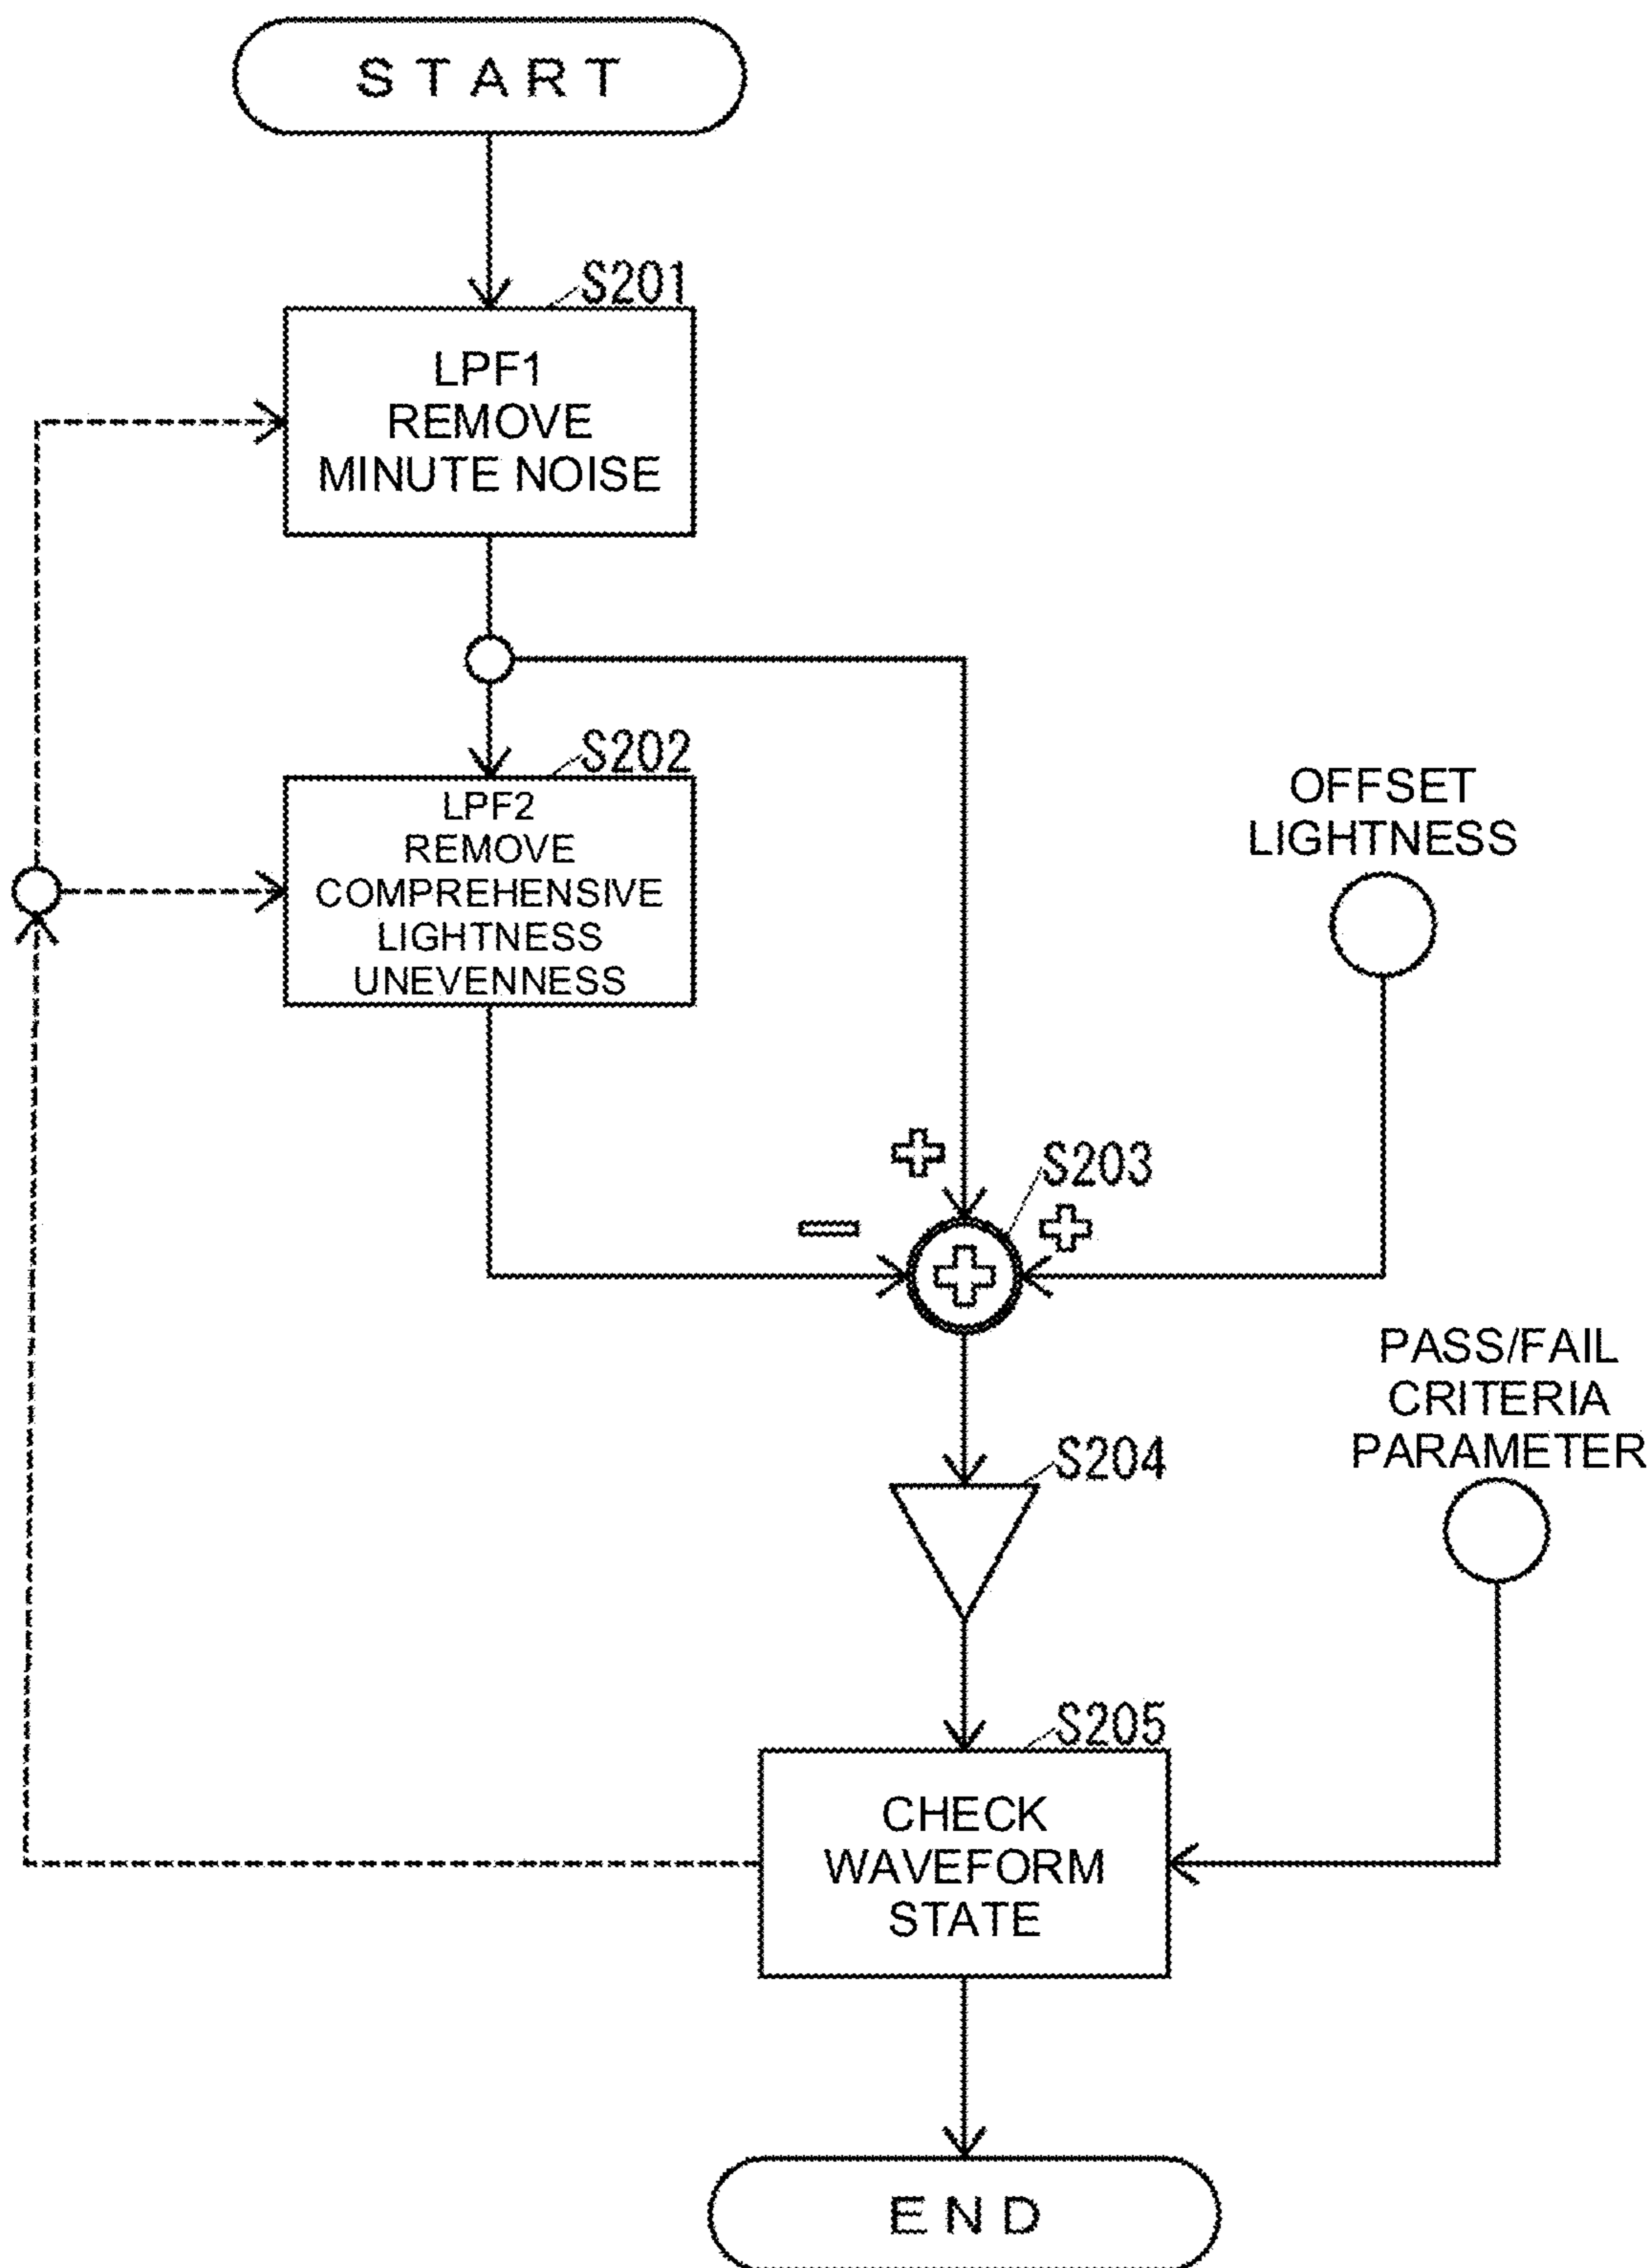 START
S201
LPF1
REMOVE
MINUTE NOISE
S202
LPF2
REMOVE
COMPREHENSIVE
LIGHTNESS
UNEVENNESS
OFFSET
LIGHTNESS
+
S203
−
+
+
PASS/FAIL
CRITERIA
PARAMETER
S204
S205
CHECK
WAVEFORM
STATE
END